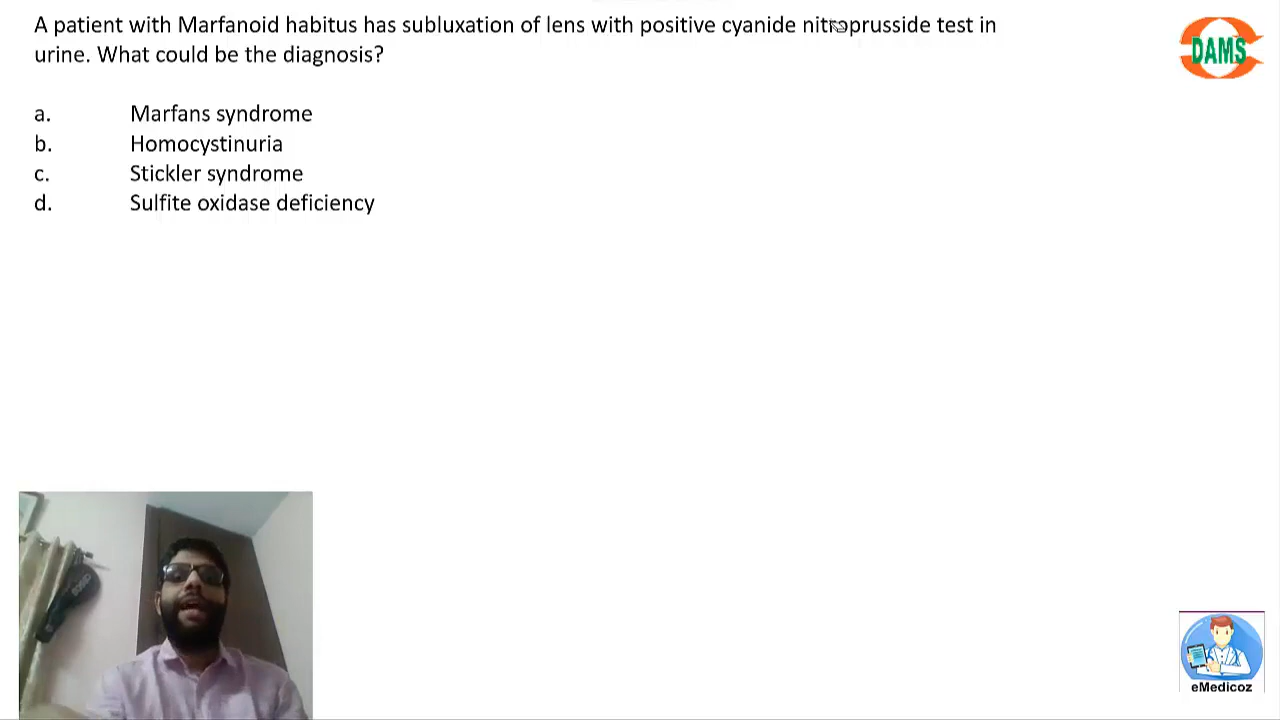 A patient with Marfanoid habitus has subluxation of lens with positive cyanide nitroprusside test in
urine. What could be the diagnosis?
a. Marfans syndrome
b. Homocystinuria
c. Stickler syndrome
d. Sulfite oxidase deficiency
DAMS
eMedicoz